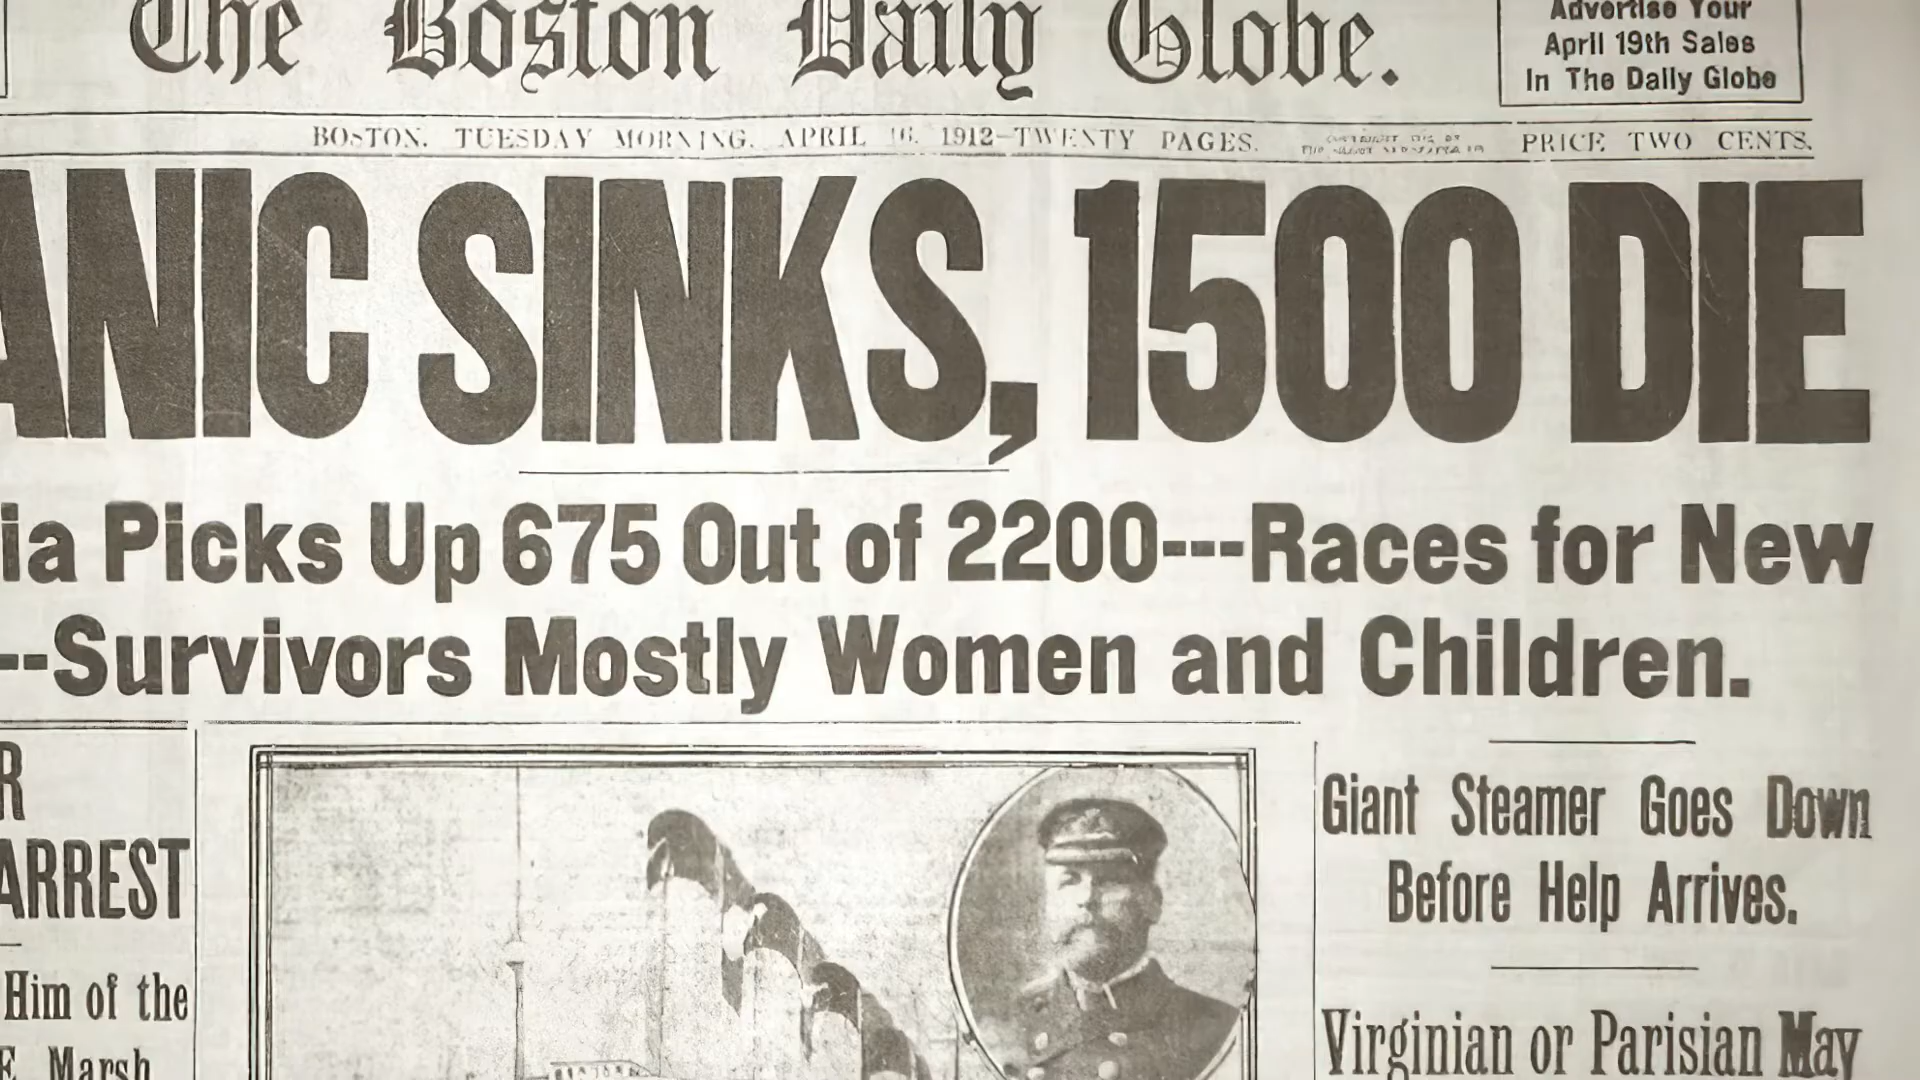 The Boston Daily Globe.
Advertise Your
April 19th Sales
In The Daily Globe
BOSTON, TUESDAY MORNING, APRIL 16, 1912—TWENTY PAGES.
PRICE TWO CENTS.
ANIC SINKS, 1500 DIE
ia Picks Up 675 Out of 2200---Races for New
--Survivors Mostly Women and Children.
R
ARREST
Him of the
E. Marsh
Giant Steamer Goes Down
Before Help Arrives.
Virginian or Parisian May